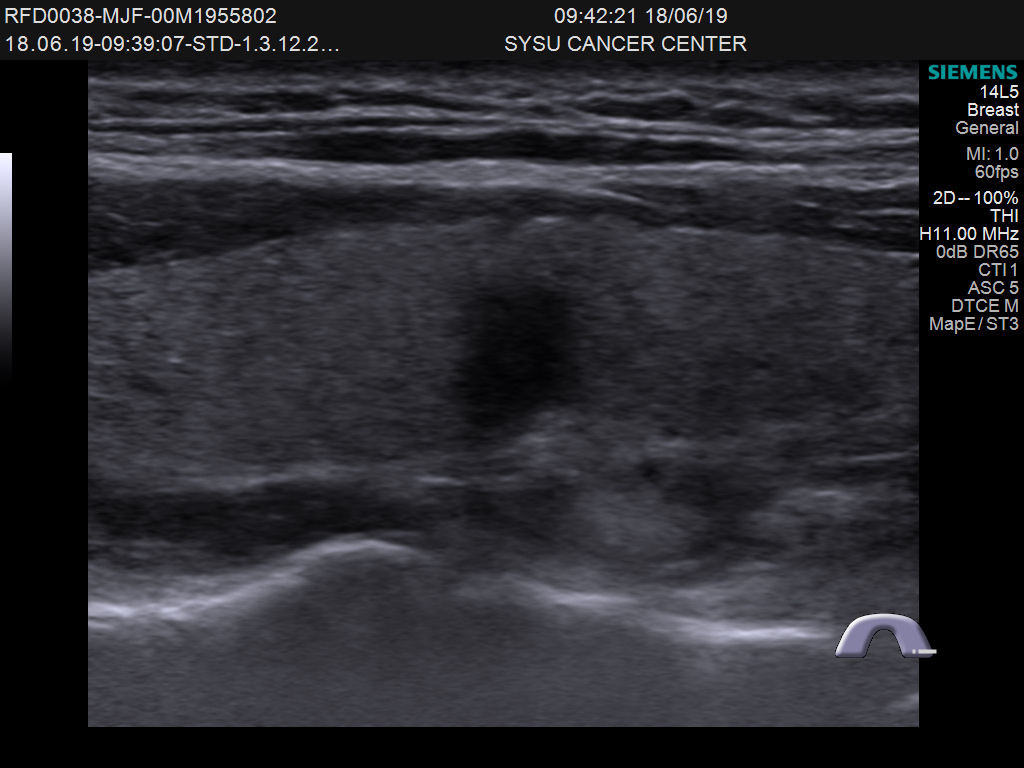 RFD0038-MJF-00M1955802
09:42:21 18/06/19
18.06.19-09:39:07-STD-1.3.12.2...
SYSU CANCER CENTER
SIEMENS
14L5
Breast
General
MI: 1.0
60fps
2D-- 100%
THI
H11.00 MHz
0dB DR65
CTI 1
ASC 5
DTCE M
MapE / ST3